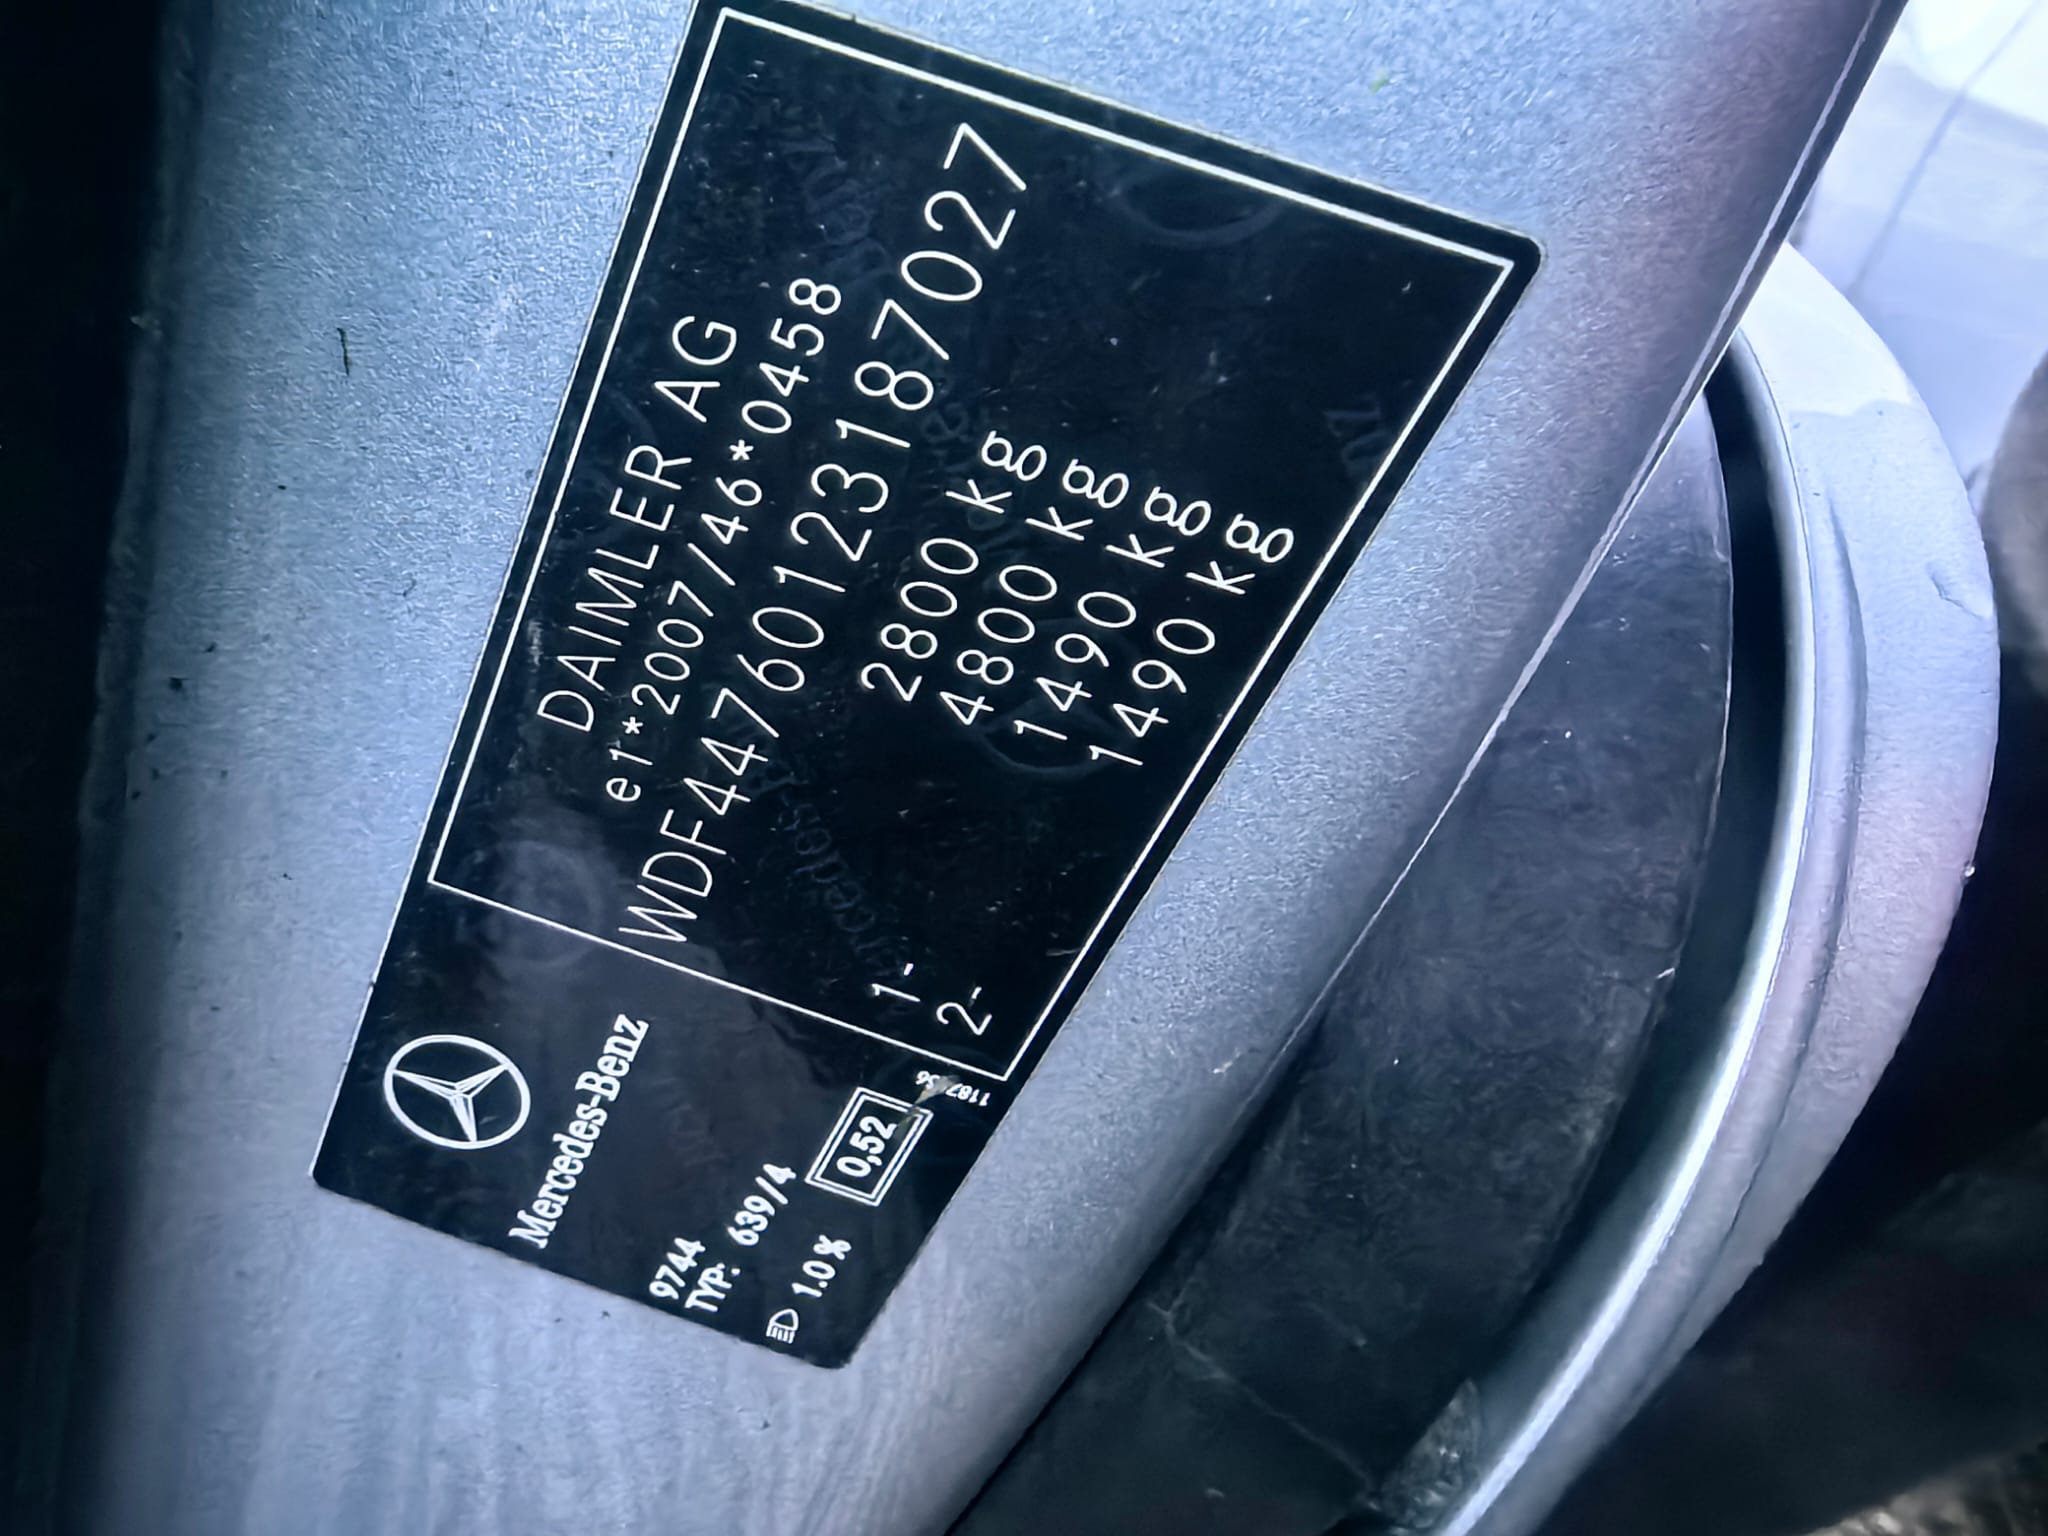 DAIMLER AG
e1*2007/46*0458
WDF44760123187027
2800 kg
4800 kg
1- 1490 kg
2- 1490 kg
Mercedes-Benz
9744
TYP: 639/4
1.0%
0,52